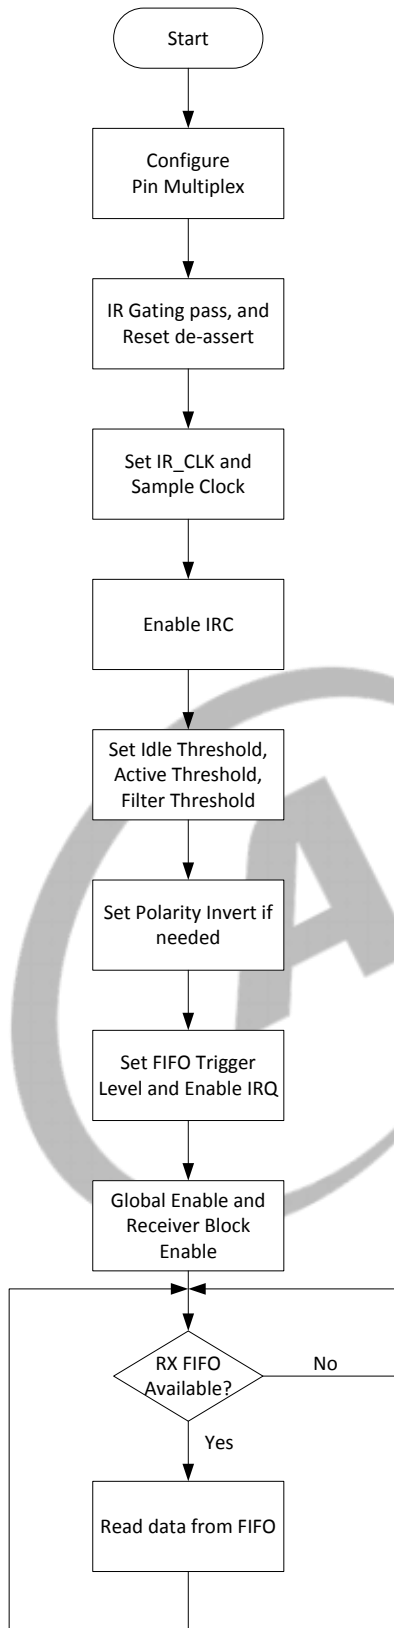 Start
Configure
Pin Multiplex
IR Gating pass, and
Reset de-assert
Set IR_CLK and
Sample Clock
Enable IRC
Set Idle Threshold,
Active Threshold,
Filter Threshold
Set Polarity Invert if
needed
Set FIFO Trigger
Level and Enable IRQ
Global Enable and
Receiver Block
Enable
RX FIFO
Available?
No
Yes
Read data from FIFO